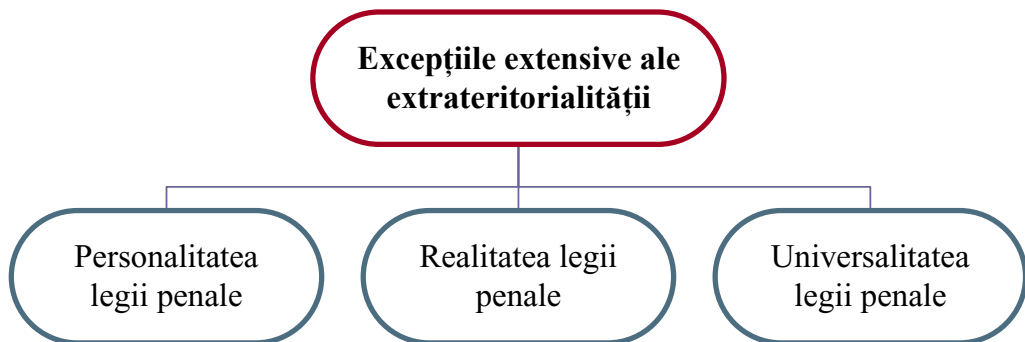 Excepțiile extensive ale
extrateritorialității
Personalitatea
legii penale
Realitatea legii
penale
Universalitatea
legii penale